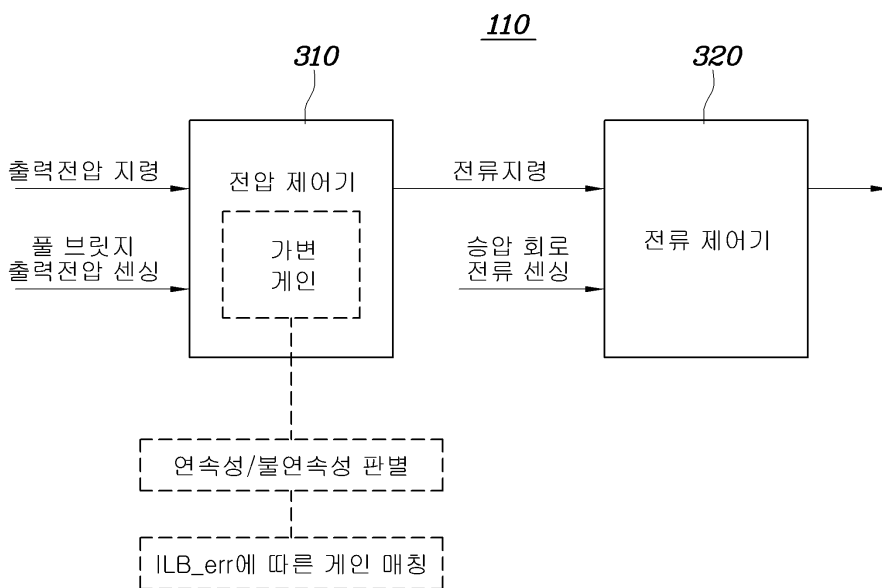 110
310
320
출력전압 지령
풀 브릿지
출력전압 센싱
전압 제어기
가변
게인
전류지령
승압 회로
전류 센싱
전류 제어기
연속성/불연속성 판별
ILB_err에 따른 게인 매칭